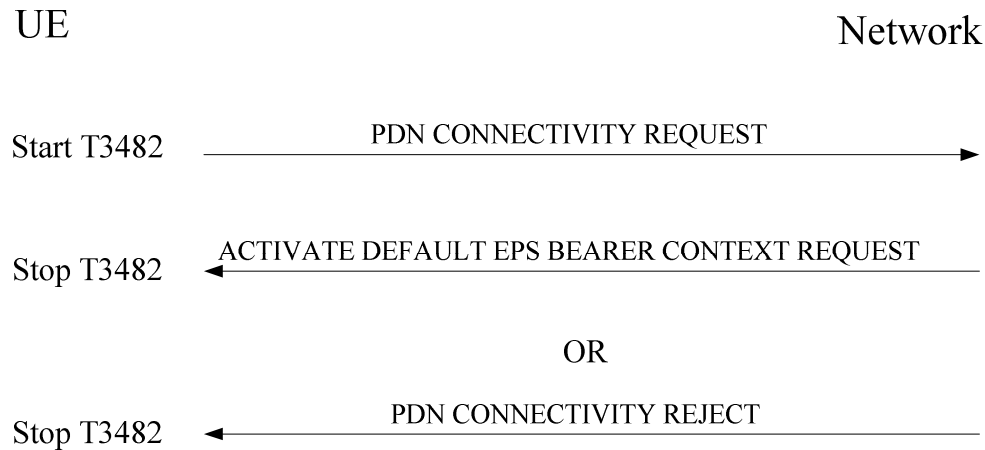 UE
Network
Start T3482
PDN CONNECTIVITY REQUEST
Stop T3482
ACTIVATE DEFAULT EPS BEARER CONTEXT REQUEST
OR
Stop T3482
PDN CONNECTIVITY REJECT